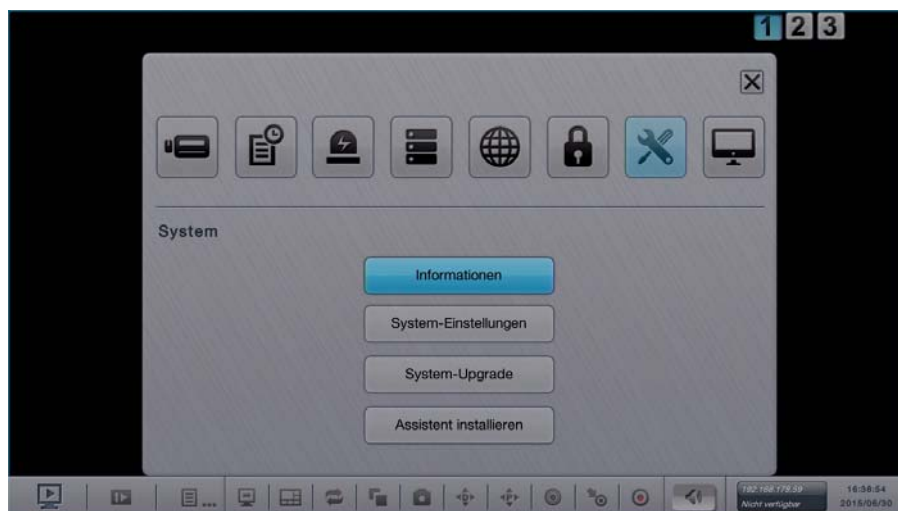 1 2 3
System
Informationen
System-Einstellungen
System-Upgrade
Assistent installieren
192.168.178.59
Nicht verfügbar
16:38:54
2015/06/30